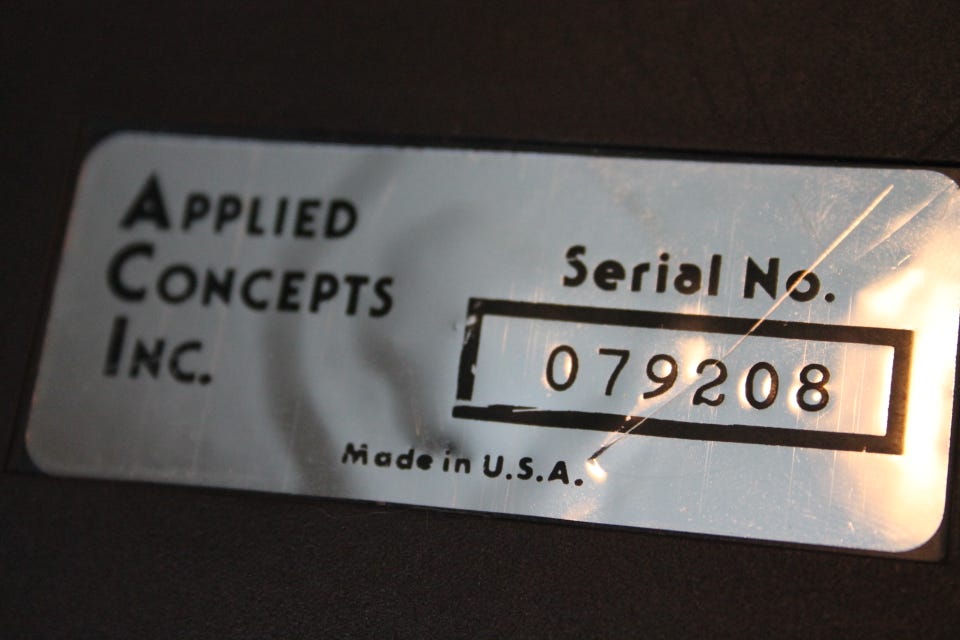 APPLIED
CONCEPTS
INC.
Serial No.
079208
Made in U.S.A.